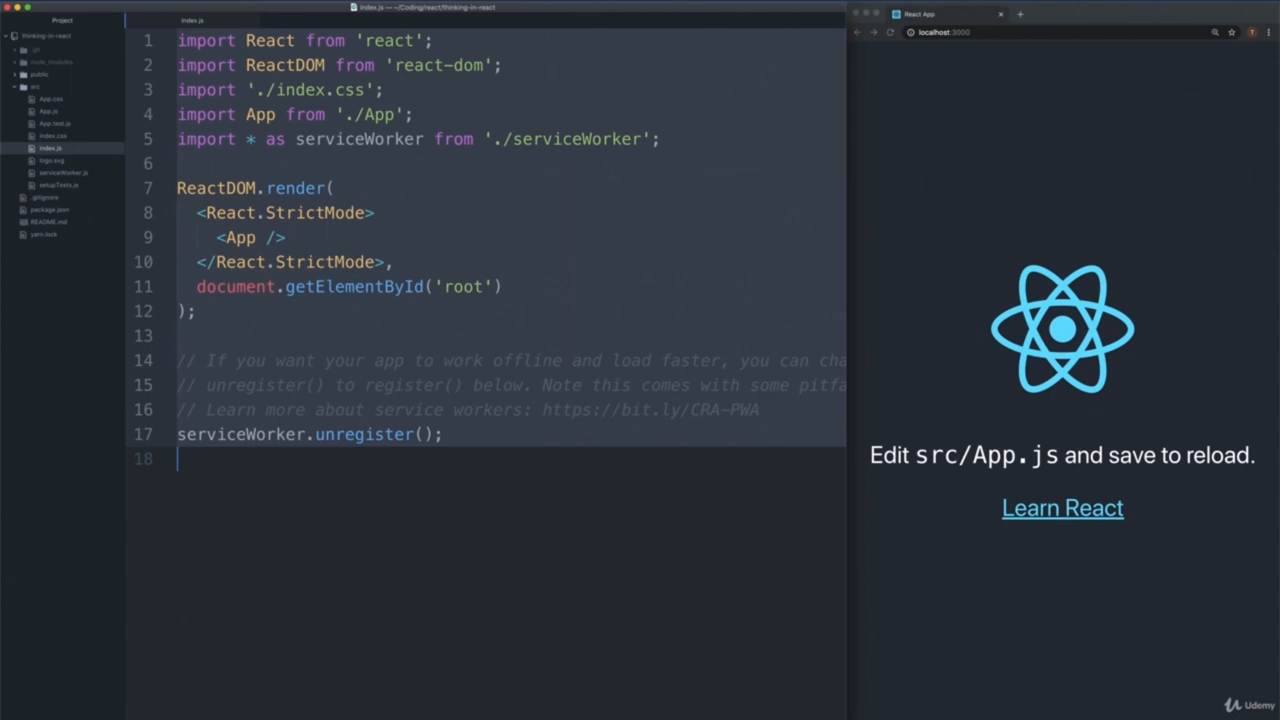 index.js — ~/Coding/react/thinking-in-react
Project
thinking-in-react
.git
node_modules
public
src
App.css
App.js
App.test.js
index.css
index.js
logo.svg
serviceWorker.js
setupTests.js
.gitignore
package.json
README.md
yarn.lock
index.js
1 import React from 'react';
2 import ReactDOM from 'react-dom';
3 import './index.css';
4 import App from './App';
5 import * as serviceWorker from './serviceWorker';
6
7 ReactDOM.render(
8 <React.StrictMode>
9 <App />
10 </React.StrictMode>,
11 document.getElementById('root')
12 );
13
14 // If you want your app to work offline and load faster, you can cha
15 // unregister() to register() below. Note this comes with some pitfa
16 // Learn more about service workers: https://bit.ly/CRA-PWA
17 serviceWorker.unregister();
18
React App
localhost:3000
T
Edit src/App.js and save to reload.
Learn React
Udemy